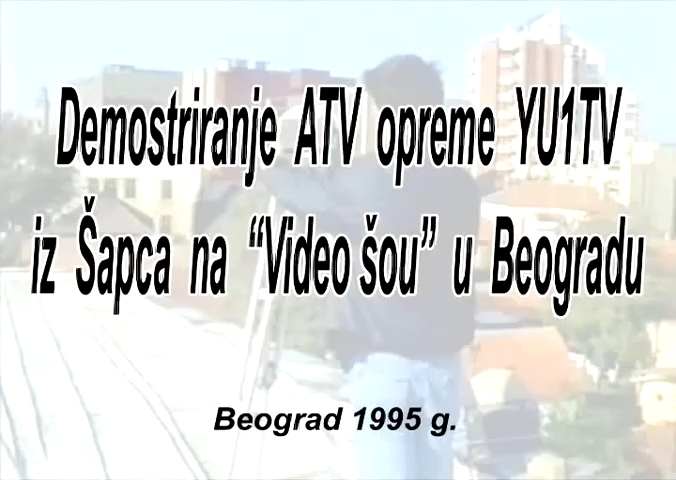 Demostriranje ATV opreme YU1TV
iz Šapca na “Video šou” u Beogradu
Beograd 1995 g.